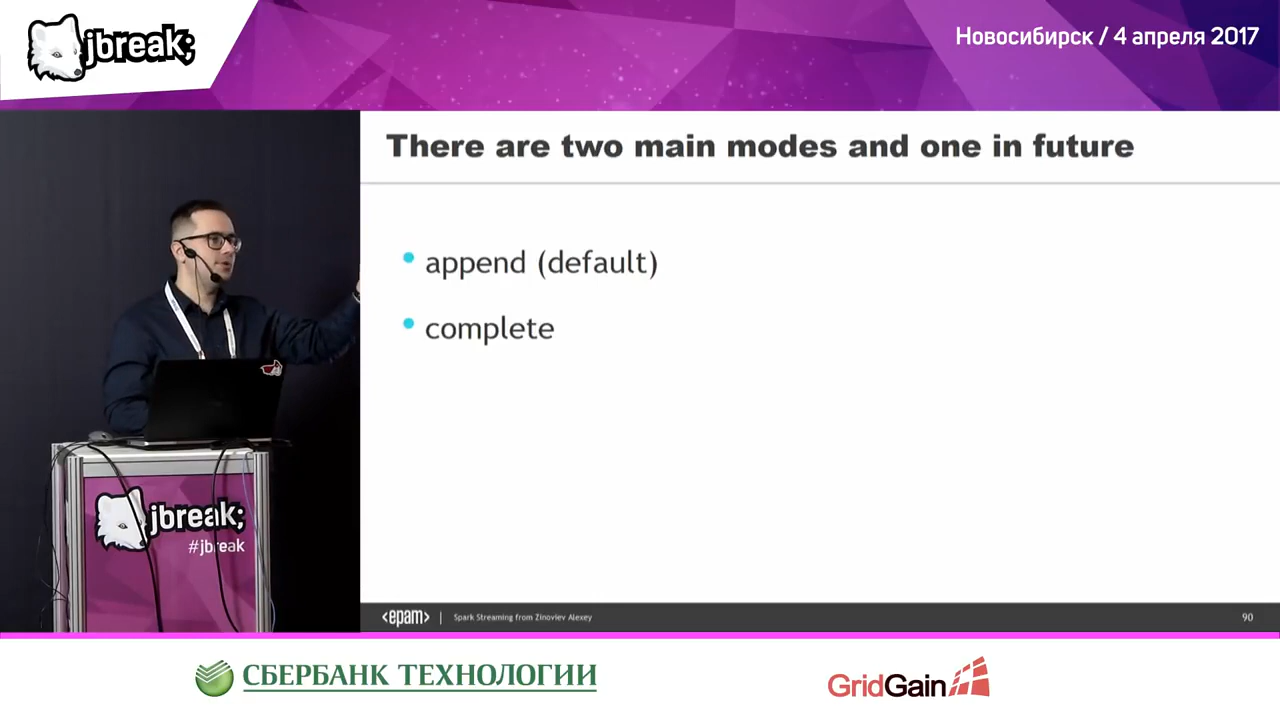 jbreak;
Новосибирск / 4 апреля 2017
There are two main modes and one in future
append (default)
complete
jbreak;
#jbreak
<epam> | Spark Streaming from Zinoviev Alexey
90
СБЕРБАНК ТЕХНОЛОГИИ
GridGain